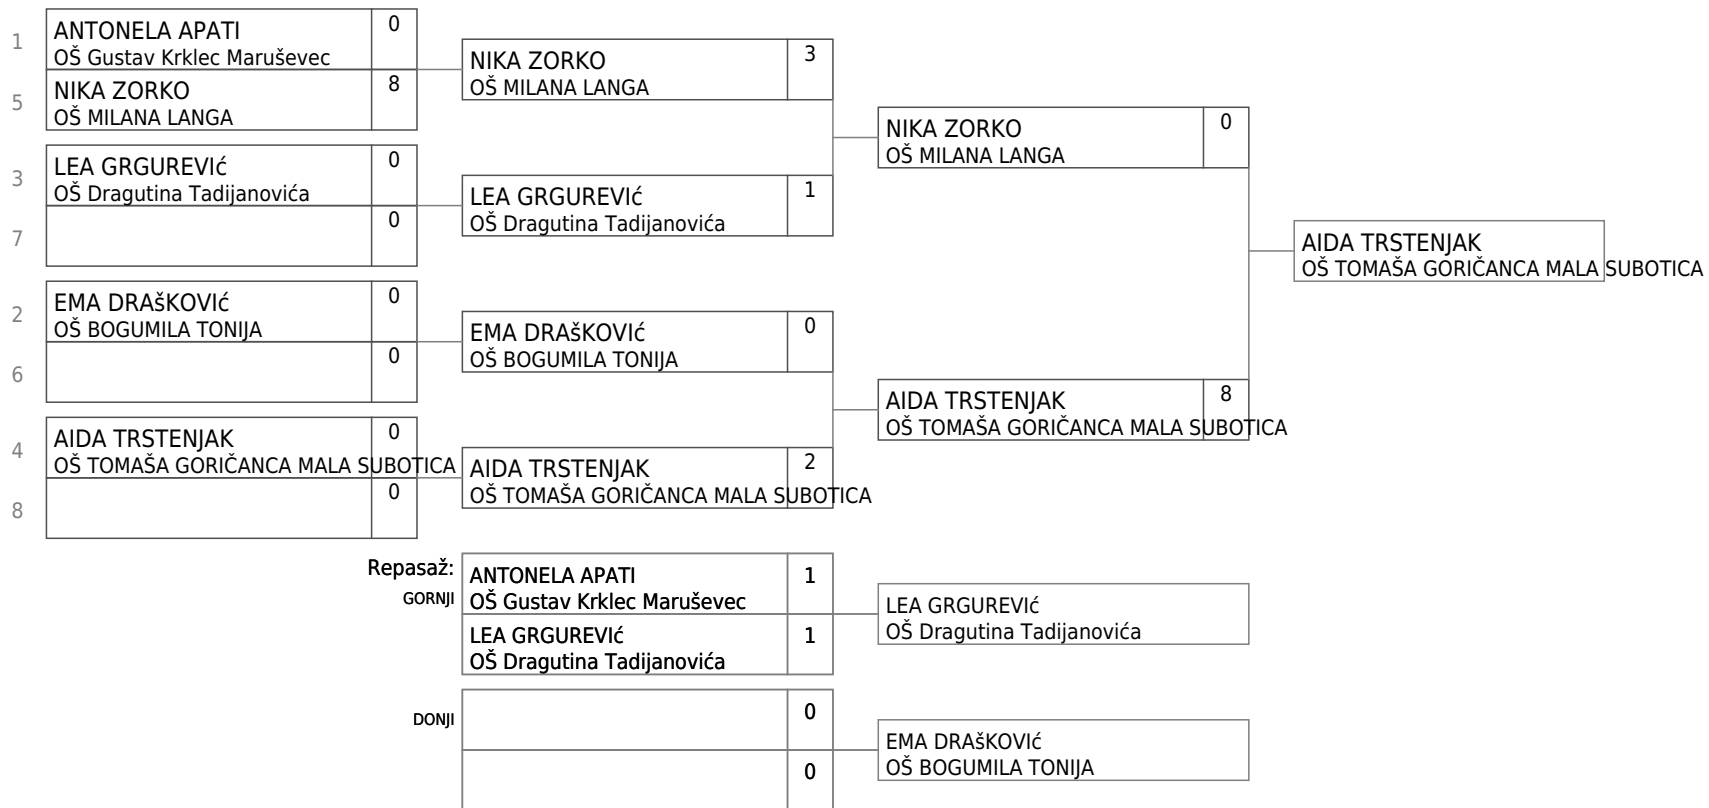 1
ANTONELA APATI 0
OŠ Gustav Krklec Maruševec
5
NIKA ZORKO 8
OŠ MILANA LANGA
3
LEA GRGUREVIć 0
OŠ Dragutina Tadijanovića
7
0
2
EMA DRAšKOVIć 0
OŠ BOGUMILA TONIJA
6
0
4
AIDA TRSTENJAK 0
OŠ TOMAŠA GORIČANCA MALA SUBOTICA
8
0
NIKA ZORKO 3
OŠ MILANA LANGA
LEA GRGUREVIć 1
OŠ Dragutina Tadijanovića
EMA DRAšKOVIć 0
OŠ BOGUMILA TONIJA
AIDA TRSTENJAK 2
OŠ TOMAŠA GORIČANCA MALA SUBOTICA
NIKA ZORKO 0
OŠ MILANA LANGA
AIDA TRSTENJAK 8
OŠ TOMAŠA GORIČANCA MALA SUBOTICA
AIDA TRSTENJAK
OŠ TOMAŠA GORIČANCA MALA SUBOTICA
Repasaž:
GORNJI
ANTONELA APATI 1
OŠ Gustav Krklec Maruševec
LEA GRGUREVIć 1
OŠ Dragutina Tadijanovića
LEA GRGUREVIć
OŠ Dragutina Tadijanovića
DONJI
0
0
EMA DRAšKOVIć
OŠ BOGUMILA TONIJA